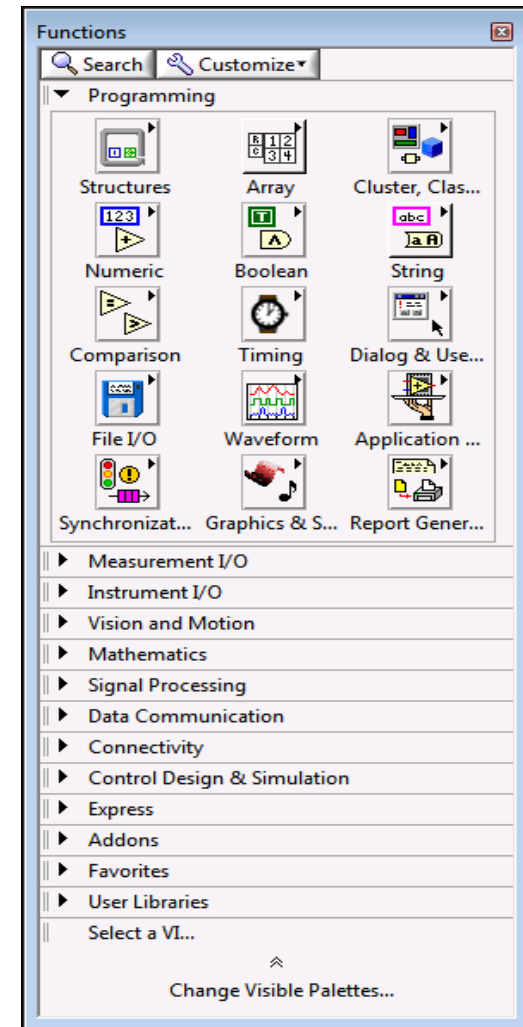 Functions
Search Customize
Programming
Structures Array Cluster, Clas...
Numeric Boolean String
Comparison Timing Dialog & Use...
File I/O Waveform Application ...
Synchronizat... Graphics & S... Report Gener...
Measurement I/O
Instrument I/O
Vision and Motion
Mathematics
Signal Processing
Data Communication
Connectivity
Control Design & Simulation
Express
Addons
Favorites
User Libraries
Select a VI...
Change Visible Palettes...